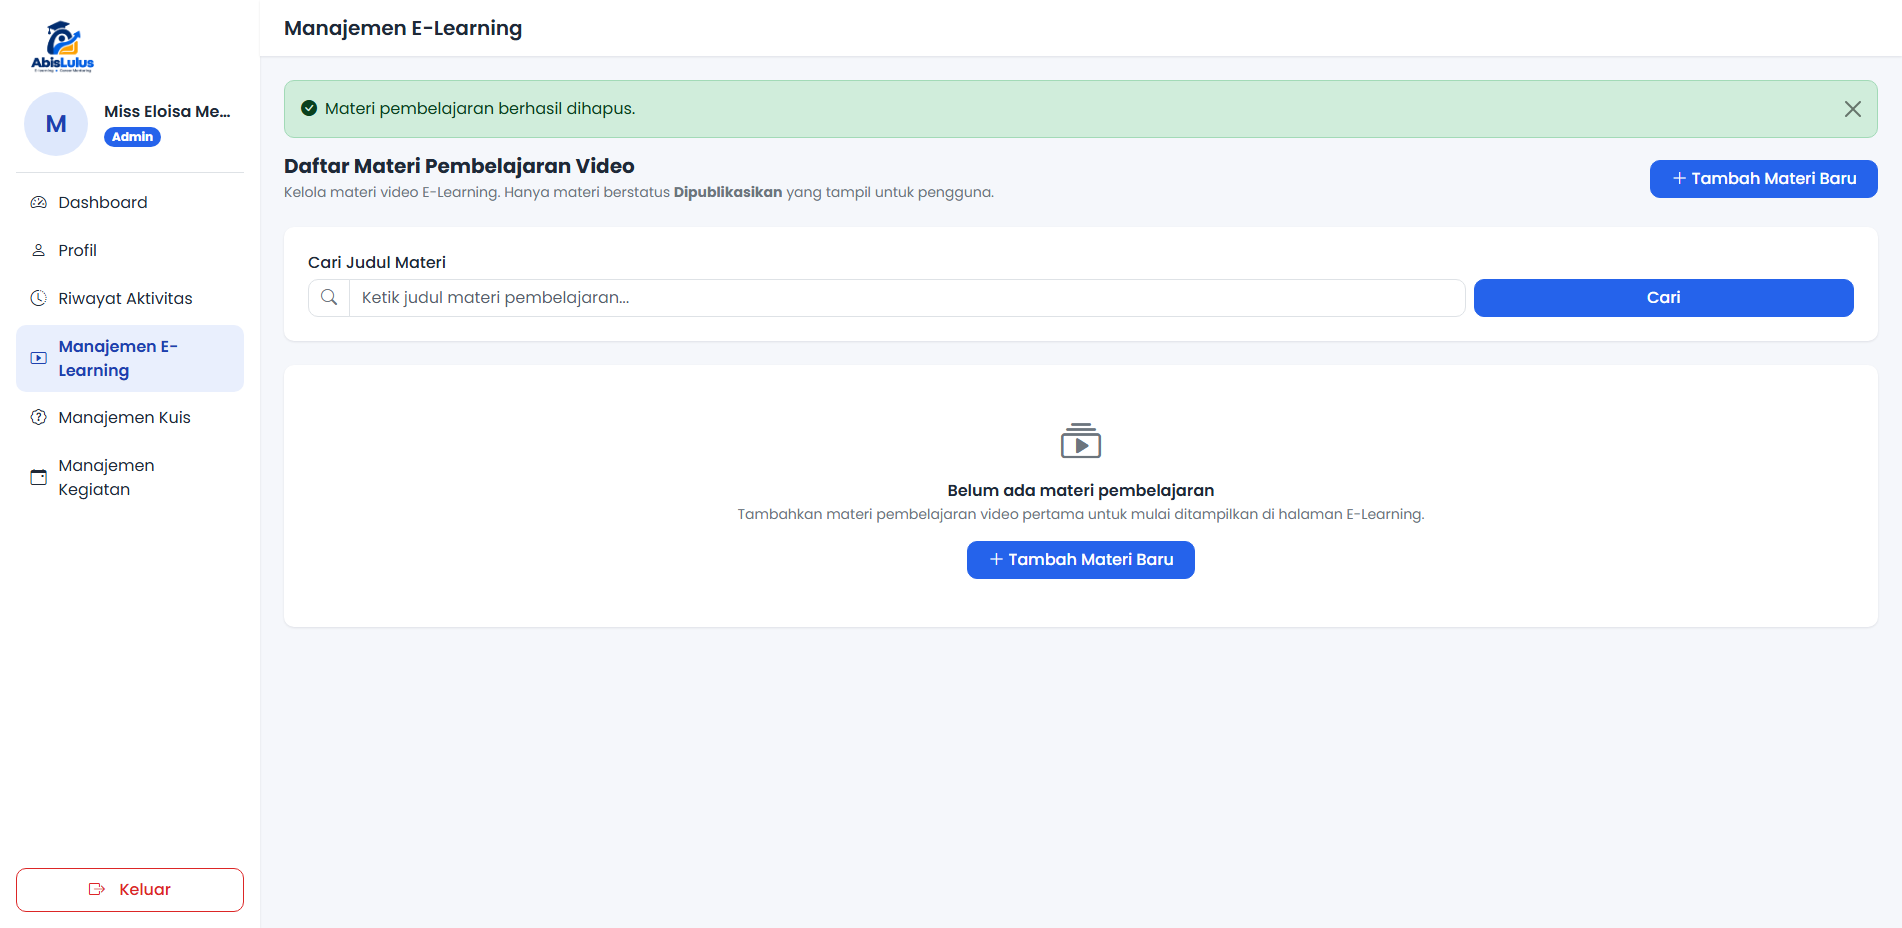 AbisLulus
M
Miss Eloisa Me...
Admin
Dashboard
Profil
Riwayat Aktivitas
Manajemen E-
Learning
Manajemen Kuis
Manajemen
Kegiatan
Keluar
Manajemen E-Learning
Materi pembelajaran berhasil dihapus.
Daftar Materi Pembelajaran Video
Kelola materi video E-Learning. Hanya materi berstatus Dipublikasikan yang tampil untuk pengguna.
+ Tambah Materi Baru
Cari Judul Materi
Ketik judul materi pembelajaran...
Cari
Belum ada materi pembelajaran
Tambahkan materi pembelajaran video pertama untuk mulai ditampilkan di halaman E-Learning.
+ Tambah Materi Baru